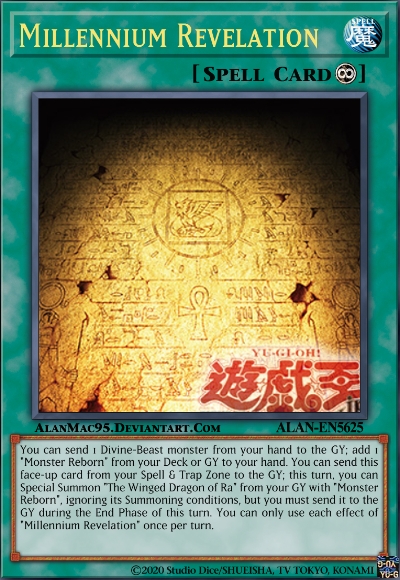 Millennium Revelation
SPELL
魔
[Spell Card]
YU-GI-OH!
AlanMac95.Deviantart.Com
ALAN-EN5625
You can send 1 Divine-Beast monster from your hand to the GY; add 1
"Monster Reborn" from your Deck or GY to your hand. You can send this
face-up card from your Spell & Trap Zone to the GY; this turn, you can
Special Summon "The Winged Dragon of Ra" from your GY with "Monster
Reborn", ignoring its Summoning conditions, but you must send it to the
GY during the End Phase of this turn. You can only use each effect of
"Millennium Revelation" once per turn.
©2020 Studio Dice/SHUEISHA, TV TOKYO, KONAMI